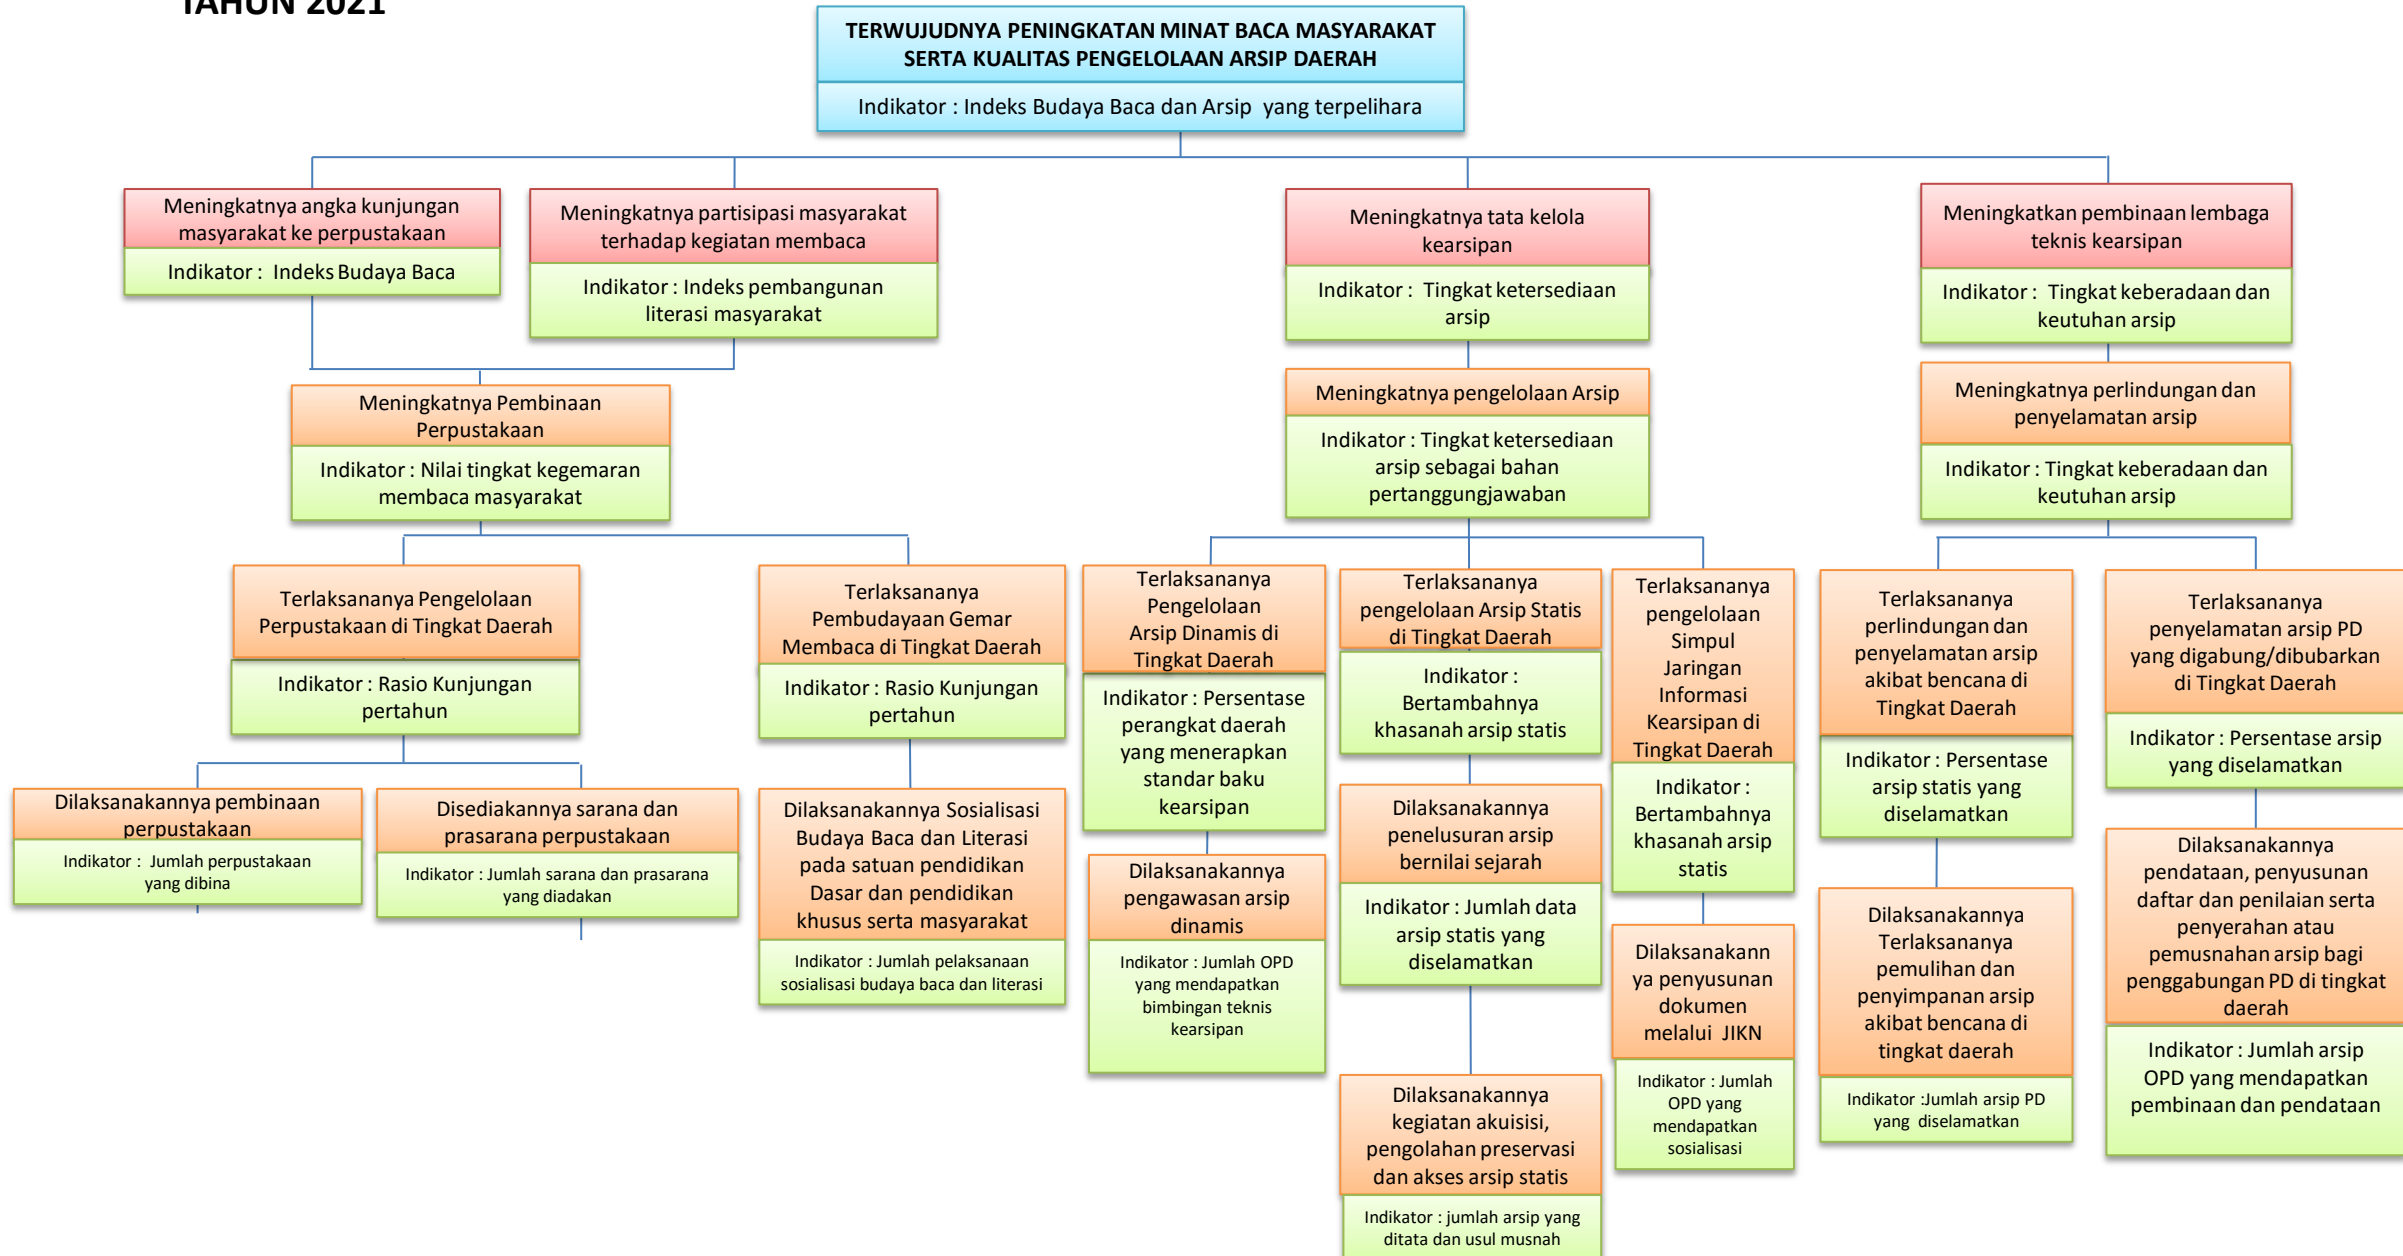 TAHUN 2021
TERWUJUDNYA PENINGKATAN MINAT BACA MASYARAKAT
SERTA KUALITAS PENGELOLAAN ARSIP DAERAH
Indikator : Indeks Budaya Baca dan Arsip yang terpelihara
Meningkatnya angka kunjungan
masyarakat ke perpustakaan
Indikator : Indeks Budaya Baca
Meningkatnya partisipasi masyarakat
terhadap kegiatan membaca
Indikator : Indeks pembangunan
literasi masyarakat
Meningkatnya tata kelola
kearsipan
Indikator : Tingkat ketersediaan
arsip
Meningkatkan pembinaan lembaga
teknis kearsipan
Indikator : Tingkat keberadaan dan
keutuhan arsip
Meningkatnya Pembinaan
Perpustakaan
Indikator : Nilai tingkat kegemaran
membaca masyarakat
Meningkatnya pengelolaan Arsip
Indikator : Tingkat ketersediaan
arsip sebagai bahan
pertanggungjawaban
Meningkatnya perlindungan dan
penyelamatan arsip
Indikator : Tingkat keberadaan dan
keutuhan arsip
Terlaksananya Pengelolaan
Perpustakaan di Tingkat Daerah
Indikator : Rasio Kunjungan
pertahun
Terlaksananya
Pembudayaan Gemar
Membaca di Tingkat Daerah
Indikator : Rasio Kunjungan
pertahun
Terlaksananya
Pengelolaan
Arsip Dinamis di
Tingkat Daerah
Indikator : Persentase
perangkat daerah
yang menerapkan
standar baku
kearsipan
Terlaksananya
pengelolaan Arsip Statis
di Tingkat Daerah
Indikator :
Bertambahnya
khasanah arsip statis
Terlaksananya
pengelolaan
Simpul
Jaringan
Informasi
Kearsipan di
Tingkat Daerah
Indikator :
Bertambahnya
khasanah arsip
statis
Terlaksananya
perlindungan dan
penyelamatan arsip
akibat bencana di
Tingkat Daerah
Indikator : Persentase
arsip statis yang
diselamatkan
Terlaksananya
penyelamatan arsip PD
yang digabung/dibubarkan
di Tingkat Daerah
Indikator : Persentase arsip
yang diselamatkan
Dilaksanakannya pembinaan
perpustakaan
Indikator : Jumlah perpustakaan
yang dibina
Disediakannya sarana dan
prasarana perpustakaan
Indikator : Jumlah sarana dan prasarana
yang diadakan
Dilaksanakannya Sosialisasi
Budaya Baca dan Literasi
pada satuan pendidikan
Dasar dan pendidikan
khusus serta masyarakat
Indikator : Jumlah pelaksanaan
sosialisasi budaya baca dan literasi
Dilaksanakannya
pengawasan arsip
dinamis
Indikator : Jumlah OPD
yang mendapatkan
bimbingan teknis
kearsipan
Dilaksanakannya
penelusuran arsip
bernilai sejarah
Indikator : Jumlah data
arsip statis yang
diselamatkan
Dilaksanakannya
kegiatan akuisisi,
pengolahan preservasi
dan akses arsip statis
Indikator : jumlah arsip yang
ditata dan usul musnah
Dilaksanakann
ya penyusunan
dokumen
melalui JIKN
Indikator : Jumlah
OPD yang
mendapatkan
sosialisasi
Dilaksanakannya
Terlaksananya
pemulihan dan
penyimpanan arsip
akibat bencana di
tingkat daerah
Indikator :Jumlah arsip PD
yang diselamatkan
Dilaksanakannya
pendataan, penyusunan
daftar dan penilaian serta
penyerahan atau
pemusnahan arsip bagi
penggabungan PD di tingkat
daerah
Indikator : Jumlah arsip
OPD yang mendapatkan
pembinaan dan pendataan